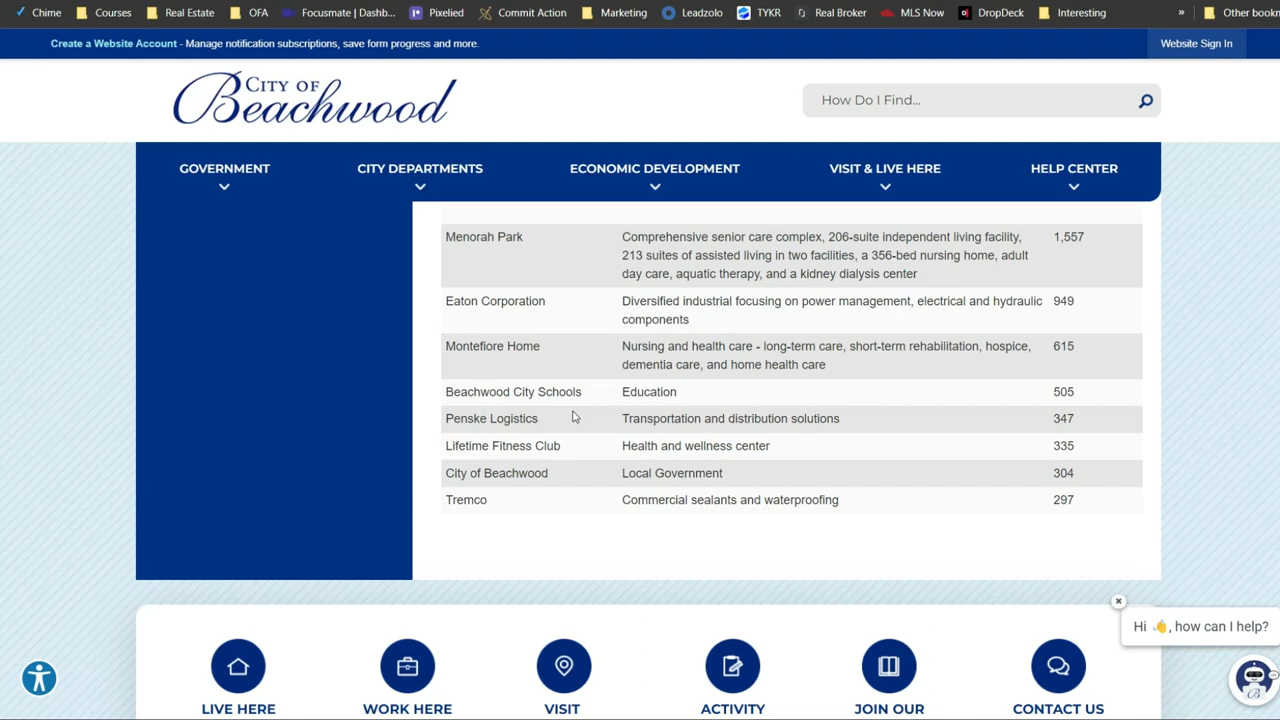 Chime Courses Real Estate OFA Focusmate | Dashb... Pixelied Commit Action Marketing Leadzolo TYKR Real Broker MLS Now DropDeck Interesting » Other bookm
Create a Website Account - Manage notification subscriptions, save form progress and more. Website Sign In
CITY OF
Beachwood
How Do I Find...
GOVERNMENT CITY DEPARTMENTS ECONOMIC DEVELOPMENT VISIT & LIVE HERE HELP CENTER
Menorah Park Comprehensive senior care complex, 206-suite independent living facility, 1,557
213 suites of assisted living in two facilities, a 356-bed nursing home, adult
day care, aquatic therapy, and a kidney dialysis center
Eaton Corporation Diversified industrial focusing on power management, electrical and hydraulic 949
components
Montefiore Home Nursing and health care - long-term care, short-term rehabilitation, hospice, 615
dementia care, and home health care
Beachwood City Schools Education 505
Penske Logistics Transportation and distribution solutions 347
Lifetime Fitness Club Health and wellness center 335
City of Beachwood Local Government 304
Tremco Commercial sealants and waterproofing 297
Hi 👋, how can I help?
LIVE HERE WORK HERE VISIT ACTIVITY JOIN OUR CONTACT US